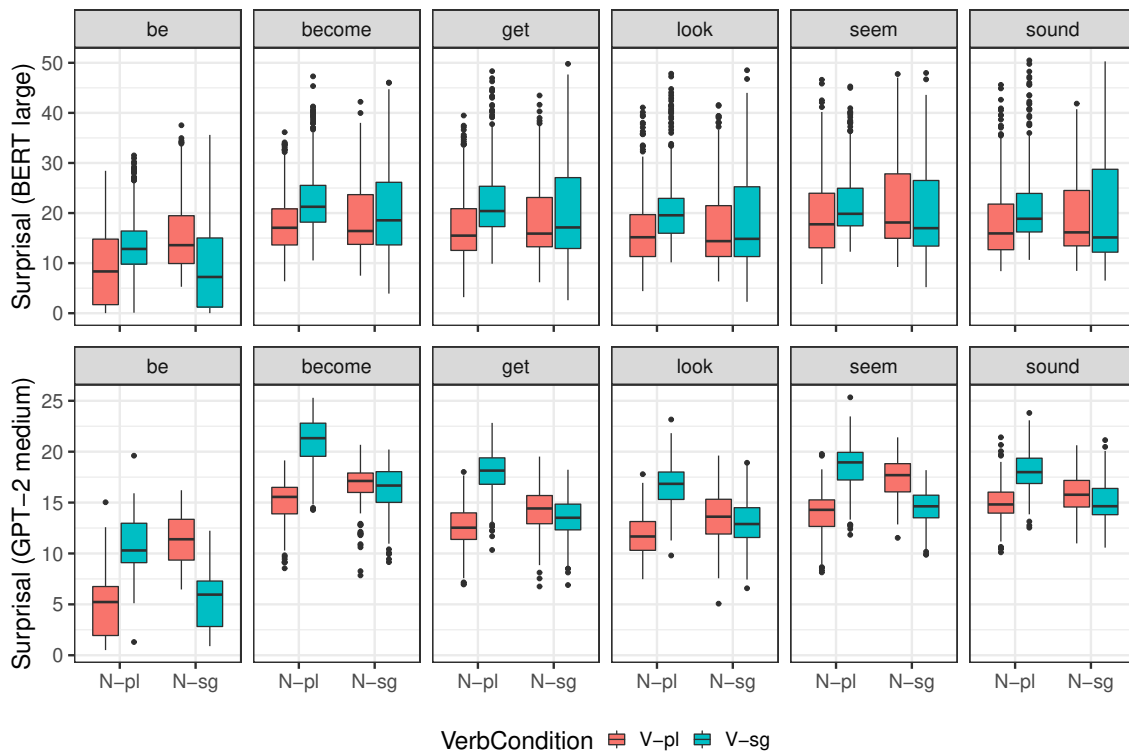 be become get look seem sound
Surprisal (BERT large)
50
40
30
20
10
0
be become get look seem sound
Surprisal (GPT−2 medium)
25
20
15
10
5
0
N−pl N−sg N−pl N−sg N−pl N−sg N−pl N−sg N−pl N−sg N−pl N−sg
VerbCondition V−pl V−sg